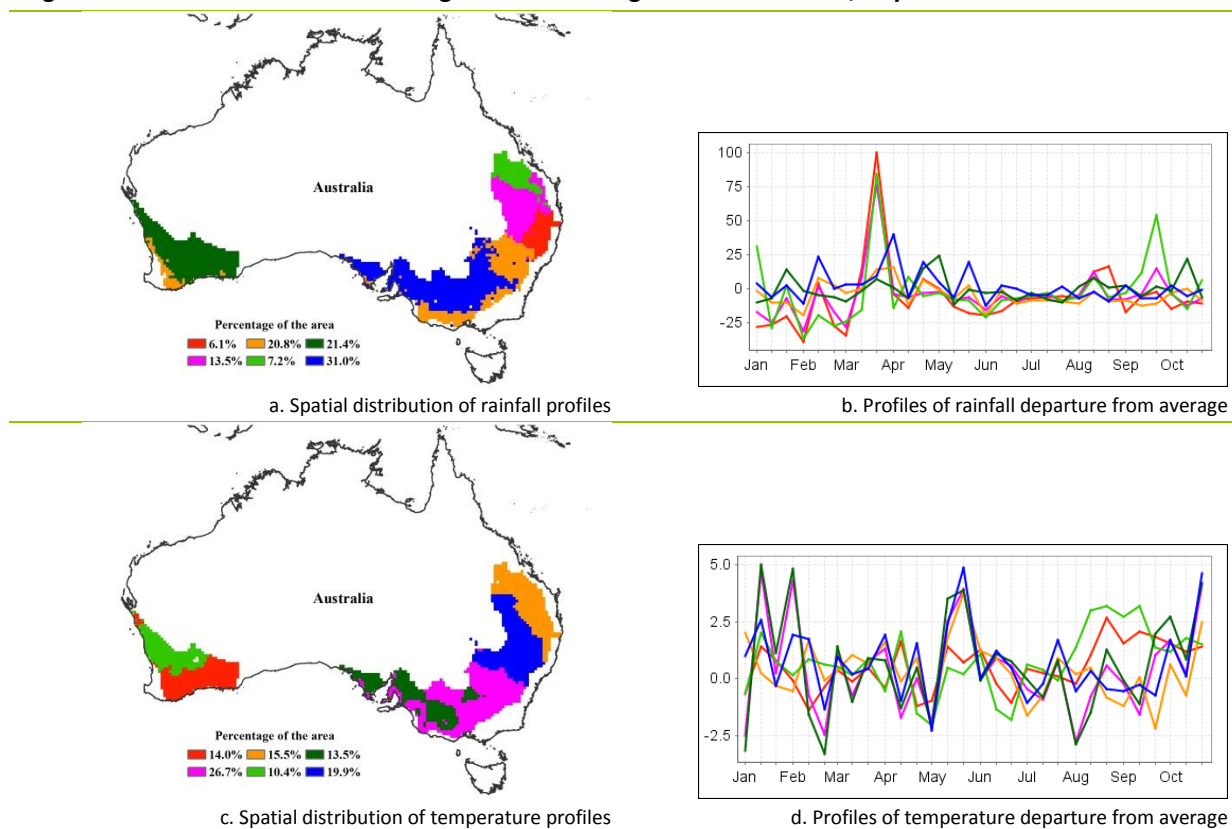 Australia
Percentage of the area
6.1% 20.8% 21.4%
13.5% 7.2% 31.0%
a. Spatial distribution of rainfall profiles
100
75
50
25
0
-25
Jan Feb Mar Apr May Jun Jul Aug Sep Oct
b. Profiles of rainfall departure from average
Australia
Percentage of the area
14.0% 15.5% 13.5%
26.7% 10.4% 19.9%
c. Spatial distribution of temperature profiles
5.0
2.5
0.0
-2.5
Jan Feb Mar Apr May Jun Jul Aug Sep Oct
d. Profiles of temperature departure from average